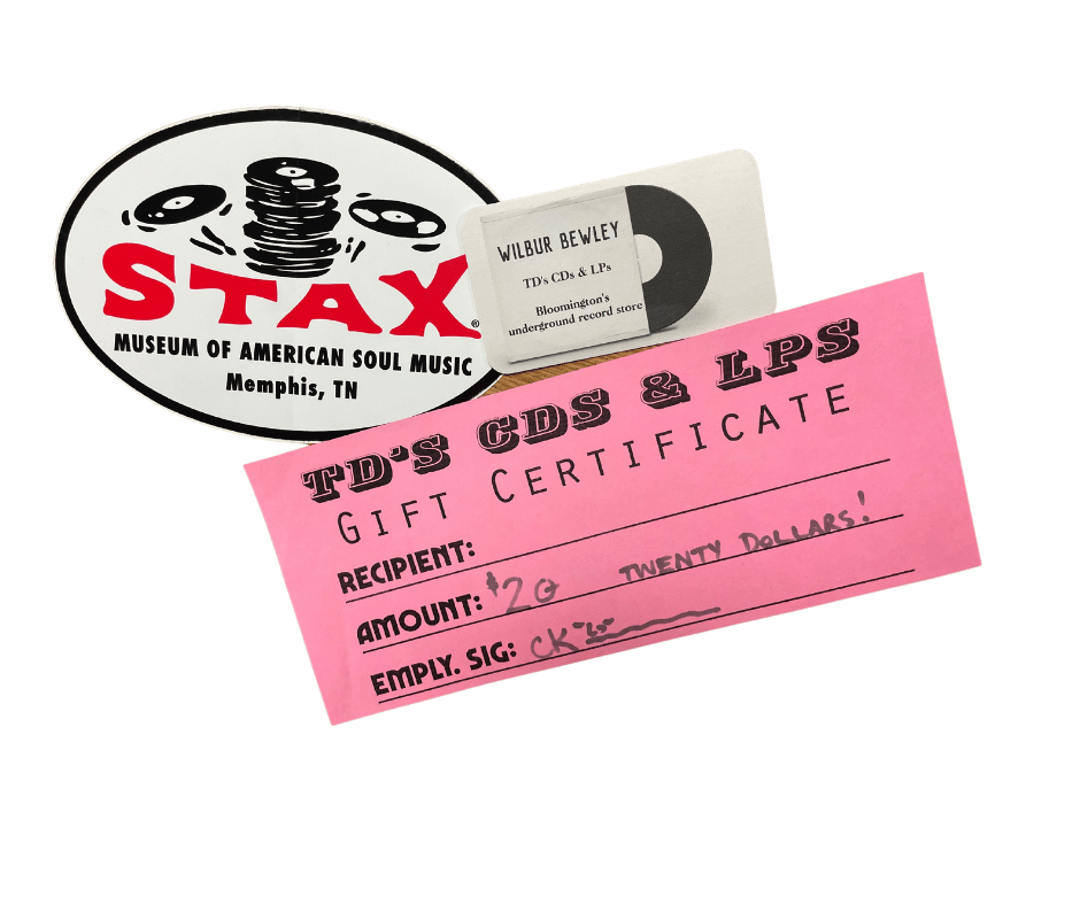 STAX®
MUSEUM OF AMERICAN SOUL MUSIC
Memphis, TN
WILBUR BEWLEY
TD's CDs & LPs
Bloomington's
underground record store
TD'S CDS & LPS
GIFT CERTIFICATE
RECIPIENT:
AMOUNT: $20 TWENTY DOLLARS!
EMPLY. SIG: CK